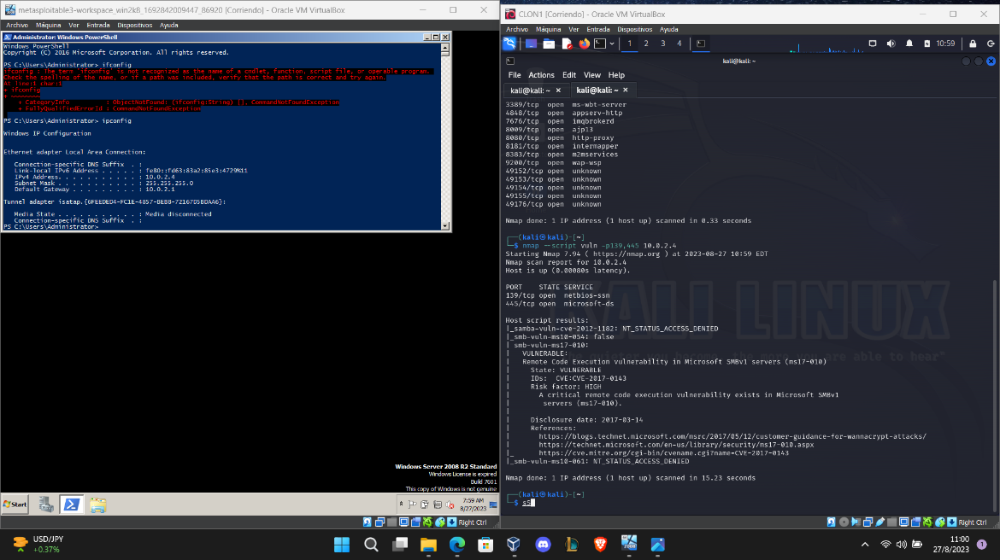 metasploitable3-workspace_win2k8_1692842009447_86920 [Corriendo] - Oracle VM VirtualBox
Archivo Máquina Ver Entrada Dispositivos Ayuda
Administrator: Windows PowerShell
Windows PowerShell
Copyright (C) 2016 Microsoft Corporation. All rights reserved.
PS C:\Users\Administrator> ifconfig
ifconfig : The term 'ifconfig' is not recognized as the name of a cmdlet, function, script file, or operable program.
Check the spelling of the name, or if a path was included, verify that the path is correct and try again.
At line:1 char:1
+ ifconfig
+ ~~~~~~~~
+ CategoryInfo : ObjectNotFound: (ifconfig:String) [], CommandNotFoundException
+ FullyQualifiedErrorId : CommandNotFoundException
PS C:\Users\Administrator> ipconfig
Windows IP Configuration
Ethernet adapter Local Area Connection:
Connection-specific DNS Suffix . :
Link-local IPv6 Address . . . . . : fe80::fd63:83a2:85e3:4729%11
IPv4 Address. . . . . . . . . . . : 10.0.2.4
Subnet Mask . . . . . . . . . . . : 255.255.255.0
Default Gateway . . . . . . . . . : 10.0.2.1
Tunnel adapter isatap.{6FEEDED4-FC1E-4857-BEBB-72167D5BDAA6}:
Media State . . . . . . . . . . . : Media disconnected
Connection-specific DNS Suffix . :
PS C:\Users\Administrator>
Windows Server 2008 R2 Standard
Windows License is expired
Build 7601
This copy of Windows is not genuine
Start
7:59 AM
8/27/2023
Right Ctrl
CLON1 [Corriendo] - Oracle VM VirtualBox
Archivo Máquina Ver Entrada Dispositivos Ayuda
1 2 3 4
10:59
kali@kali: ~
File Actions Edit View Help
kali@kali: ~ × kali@kali: ~ ×
3389/tcp open ms-wbt-server
4848/tcp open appserv-http
7676/tcp open imqbrokerd
8009/tcp open ajp13
8080/tcp open http-proxy
8181/tcp open intermapper
8383/tcp open m2mservices
9200/tcp open wap-wsp
49152/tcp open unknown
49153/tcp open unknown
49154/tcp open unknown
49155/tcp open unknown
49176/tcp open unknown
Nmap done: 1 IP address (1 host up) scanned in 0.33 seconds
┌──(kali㉿kali)-[~]
└─$ nmap --script vuln -p139,445 10.0.2.4
Starting Nmap 7.94 ( https://nmap.org ) at 2023-08-27 10:59 EDT
Nmap scan report for 10.0.2.4
Host is up (0.00080s latency).
PORT STATE SERVICE
139/tcp open netbios-ssn
445/tcp open microsoft-ds
Host script results:
|_samba-vuln-cve-2012-1182: NT_STATUS_ACCESS_DENIED
|_smb-vuln-ms10-054: false
| smb-vuln-ms17-010:
| VULNERABLE:
| Remote Code Execution vulnerability in Microsoft SMBv1 servers (ms17-010)
| State: VULNERABLE
| IDs: CVE:CVE-2017-0143
| Risk factor: HIGH
| A critical remote code execution vulnerability exists in Microsoft SMBv1
| servers (ms17-010).
|
| Disclosure date: 2017-03-14
| References:
| https://blogs.technet.microsoft.com/msrc/2017/05/12/customer-guidance-for-wannacrypt-attacks/
| https://technet.microsoft.com/en-us/library/security/ms17-010.aspx
|_ https://cve.mitre.org/cgi-bin/cvename.cgi?name=CVE-2017-0143
|_smb-vuln-ms10-061: NT_STATUS_ACCESS_DENIED
Nmap done: 1 IP address (1 host up) scanned in 15.23 seconds
┌──(kali㉿kali)-[~]
└─$ sS
KALI LINUX
you are able to hear"
Right Ctrl
USD/JPY
+0.37%
11:00
27/8/2023
1